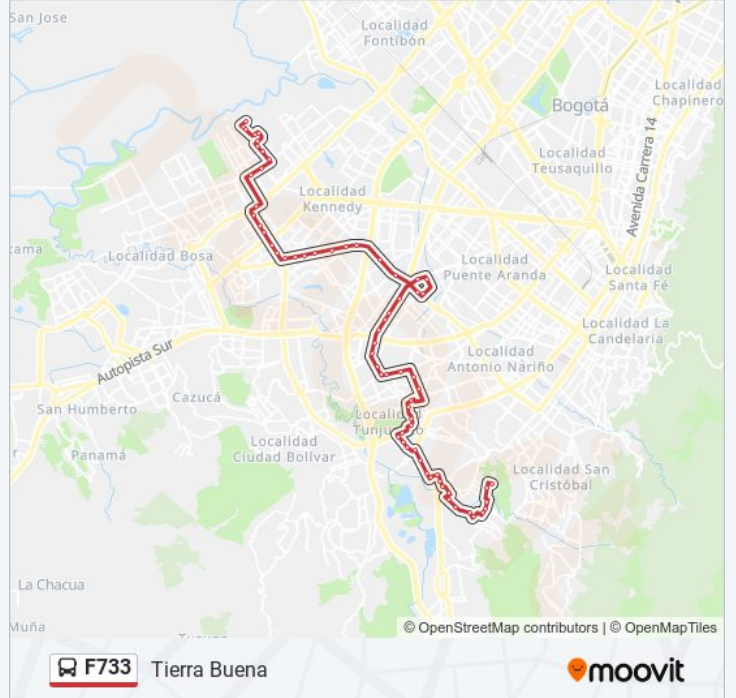 San Jose
Localidad
Fontibón
Localidad
Chapinero
Bogotá
Avenida Carrera 14
Localidad
Teusaquillo
Localidad
Kennedy
tama
Localidad Bosa
Localidad
Puente Aranda
Localidad
Santa Fé
Localidad La
Candelaria
Autopista Sur
Localidad
Antonio Nariño
Cazucá
San Humberto
Panamá
r
Localidad
Ciudad Bolívar
Localidad San
Cristóbal
La Chacua
Muña
© OpenStreetMap contributors | © OpenMapTiles
F733 Tierra Buena
moovit